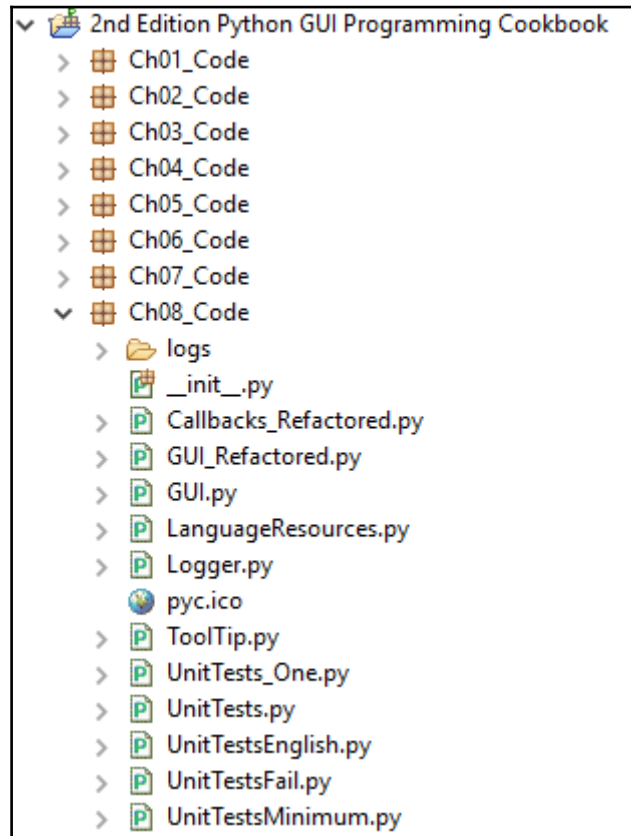 2nd Edition Python GUI Programming Cookbook
Ch01_Code
Ch02_Code
Ch03_Code
Ch04_Code
Ch05_Code
Ch06_Code
Ch07_Code
Ch08_Code
logs
__init__.py
Callbacks_Refactored.py
GUI_Refactored.py
GUI.py
LanguageResources.py
Logger.py
pyc.ico
ToolTip.py
UnitTests_One.py
UnitTests.py
UnitTestsEnglish.py
UnitTestsFail.py
UnitTestsMinimum.py